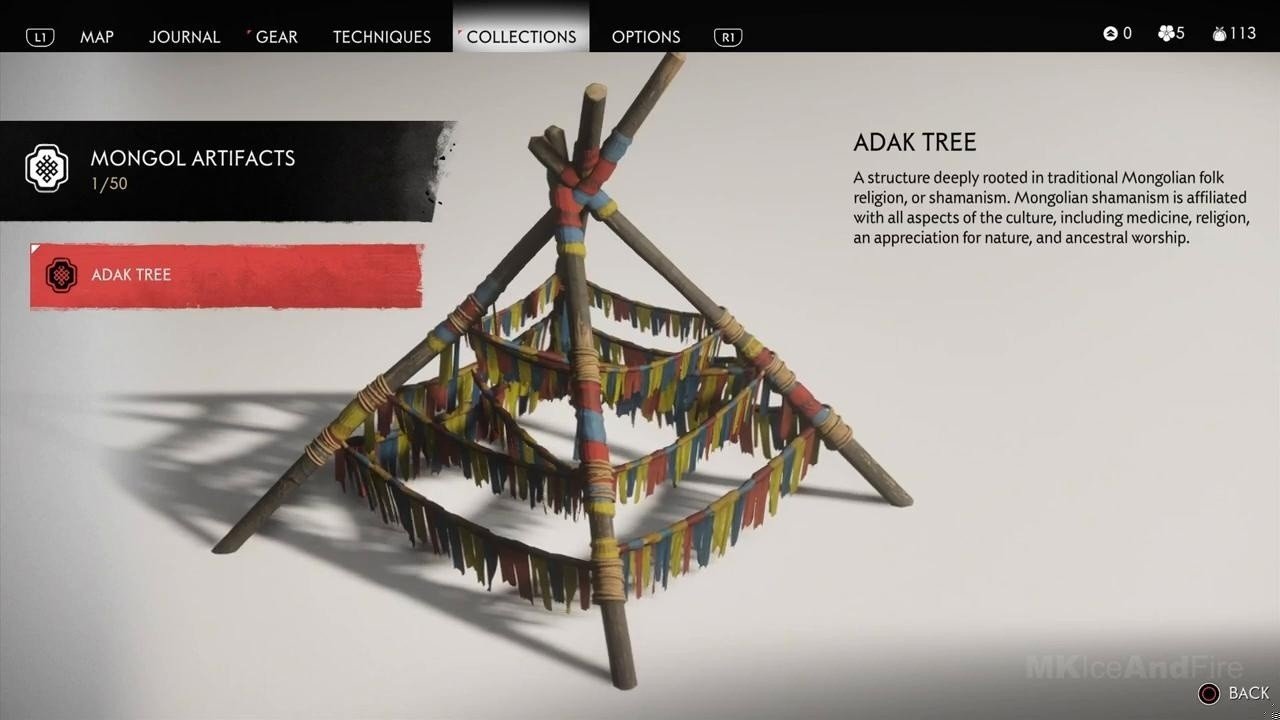 L1 MAP JOURNAL GEAR TECHNIQUES COLLECTIONS OPTIONS R1 0 5 113
MONGOL ARTIFACTS
1/50
ADAK TREE
ADAK TREE
A structure deeply rooted in traditional Mongolian folk
religion, or shamanism. Mongolian shamanism is affiliated
with all aspects of the culture, including medicine, religion,
an appreciation for nature, and ancestral worship.
MKIceAndFire
BACK